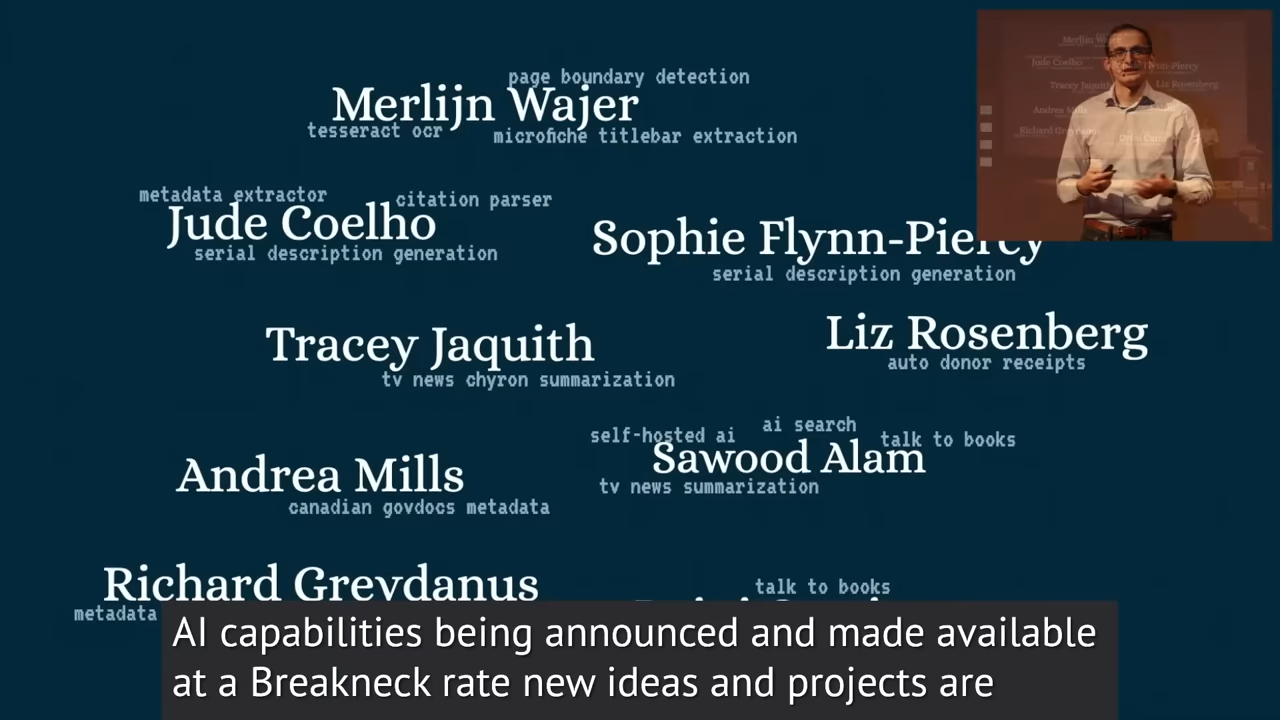 page boundary detection
Merlijn Wajer
tesseract ocr
microfiche titlebar extraction
metadata extractor
citation parser
Jude Coelho
serial description generation
Sophie Flynn-Piercy
serial description generation
Liz Rosenberg
auto donor receipts
Tracey Jaquith
tv news chyron summarization
ai search
self-hosted ai
talk to books
Sawood Alam
tv news summarization
Andrea Mills
canadian govdocs metadata
Richard Greydanus
talk to books
metadata
AI capabilities being announced and made available
at a Breakneck rate new ideas and projects are